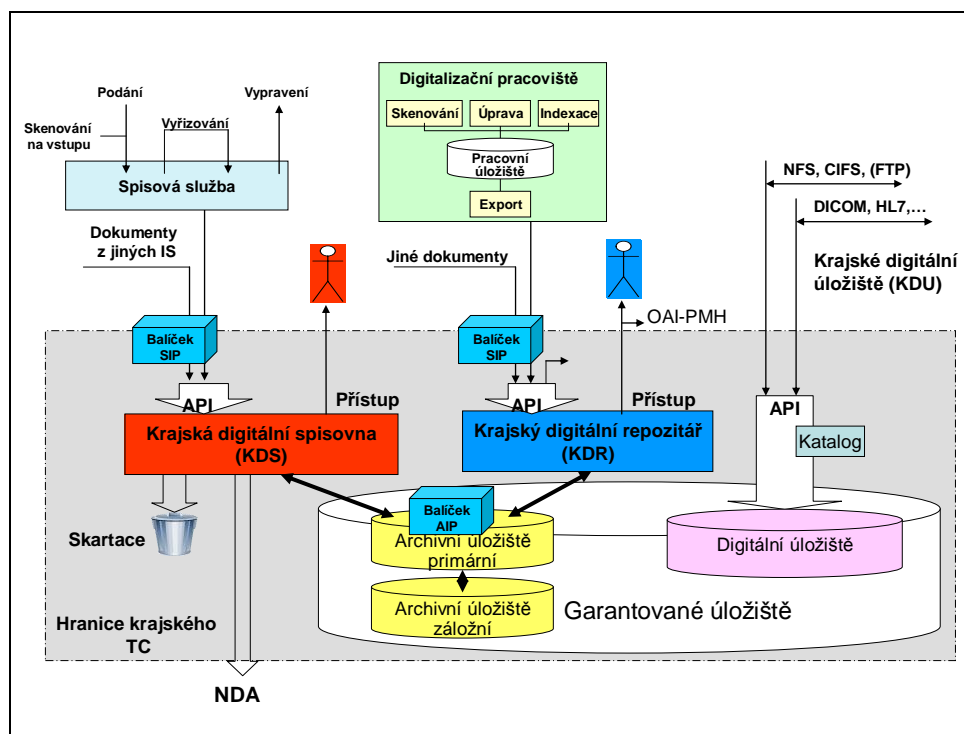 Podání
Vypravení
Skenování
na vstupu
Vyřizování
Spisová služba
Dokumenty
z jiných IS
Digitalizační pracoviště
Skenování
Úprava
Indexace
Pracovní
úložiště
Export
Jiné dokumenty
NFS, CIFS, (FTP)
DICOM, HL7,...
Krajské digitální
úložiště (KDU)
OAI-PMH
Balíček
SIP
Balíček
SIP
API
Přístup
API
Přístup
API
Katalog
Krajská digitální spisovna
(KDS)
Krajský digitální repozitář
(KDR)
Balíček
AIP
Skartace
Archivní úložiště
primární
Digitální úložiště
Archivní úložiště
záložní
Garantované úložiště
Hranice krajského
TC
NDA